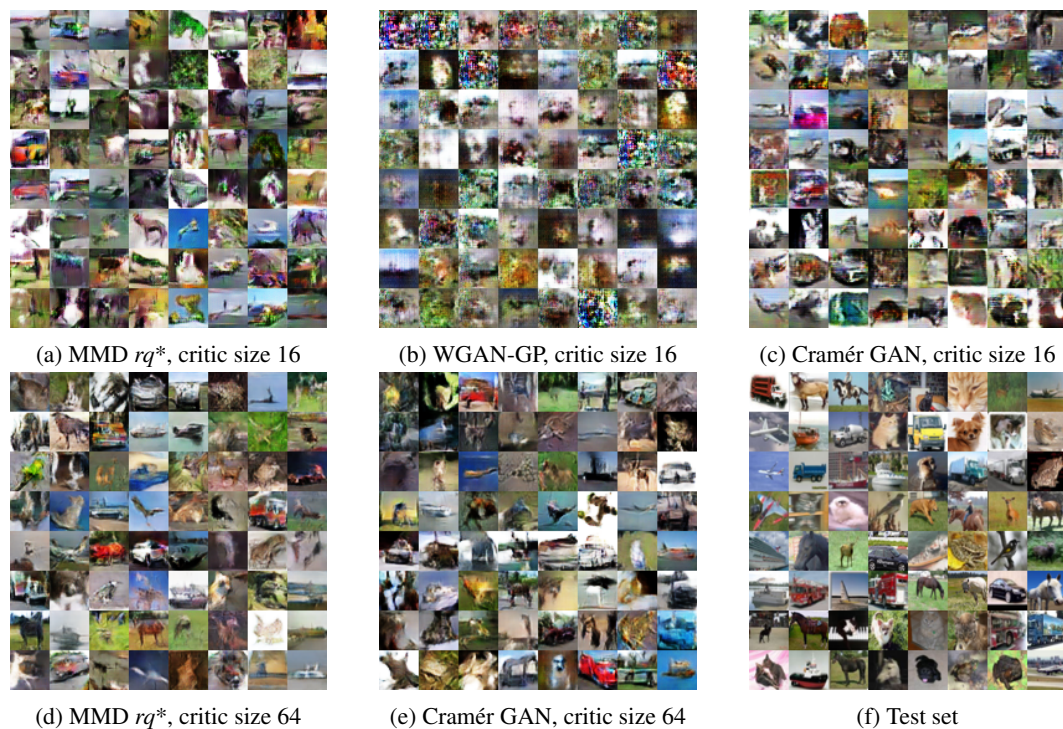 (a) MMD rq*, critic size 16
(b) WGAN-GP, critic size 16
(c) Cramér GAN, critic size 16
(d) MMD rq*, critic size 64
(e) Cramér GAN, critic size 64
(f) Test set